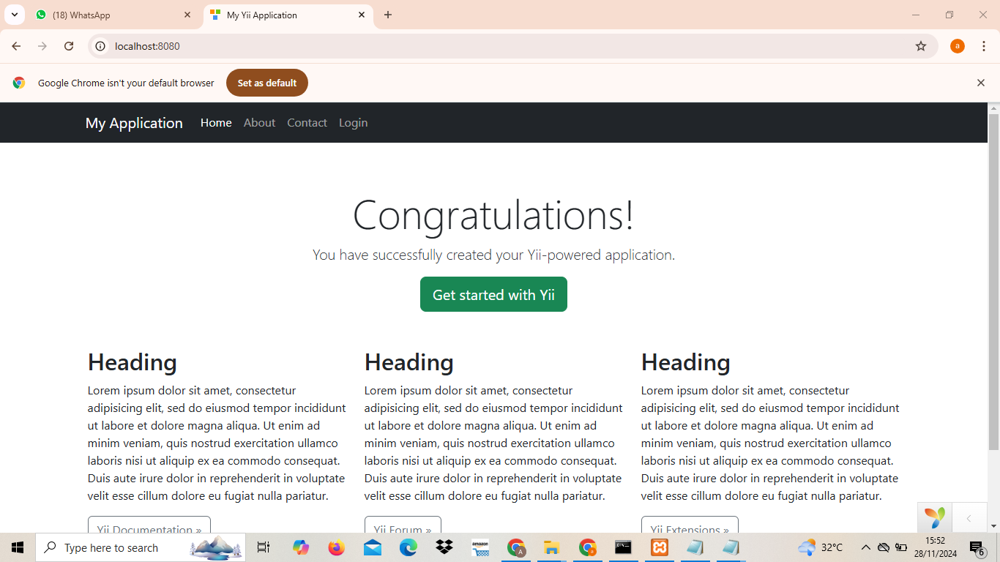 (18) WhatsApp
My Yii Application
localhost:8080
a
Google Chrome isn't your default browser
Set as default
My Application Home About Contact Login
Congratulations!
You have successfully created your Yii-powered application.
Get started with Yii
Heading
Lorem ipsum dolor sit amet, consectetur
adipisicing elit, sed do eiusmod tempor incididunt
ut labore et dolore magna aliqua. Ut enim ad
minim veniam, quis nostrud exercitation ullamco
laboris nisi ut aliquip ex ea commodo consequat.
Duis aute irure dolor in reprehenderit in voluptate
velit esse cillum dolore eu fugiat nulla pariatur.
Yii Documentation »
Heading
Lorem ipsum dolor sit amet, consectetur
adipisicing elit, sed do eiusmod tempor incididunt
ut labore et dolore magna aliqua. Ut enim ad
minim veniam, quis nostrud exercitation ullamco
laboris nisi ut aliquip ex ea commodo consequat.
Duis aute irure dolor in reprehenderit in voluptate
velit esse cillum dolore eu fugiat nulla pariatur.
Yii Forum »
Heading
Lorem ipsum dolor sit amet, consectetur
adipisicing elit, sed do eiusmod tempor incididunt
ut labore et dolore magna aliqua. Ut enim ad
minim veniam, quis nostrud exercitation ullamco
laboris nisi ut aliquip ex ea commodo consequat.
Duis aute irure dolor in reprehenderit in voluptate
velit esse cillum dolore eu fugiat nulla pariatur.
Yii Extensions »
Type here to search
amazon
A
32°C
15:52
28/11/2024
6